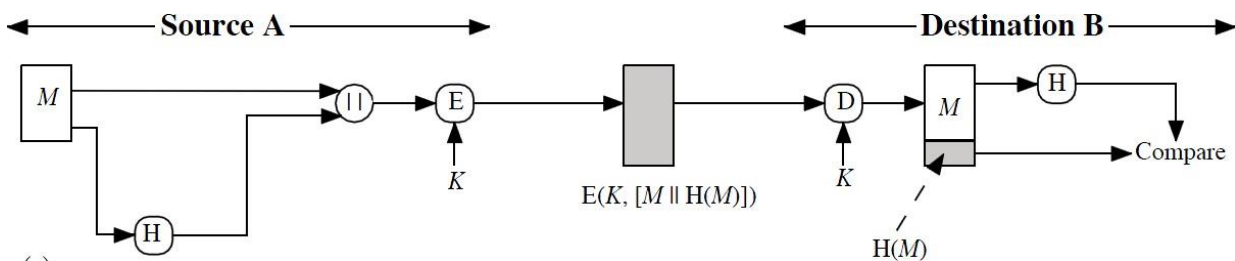 Source A
Destination B
M
||
E
D
M
H
K
K
Compare
E(K, [M || H(M)])
H
H(M)